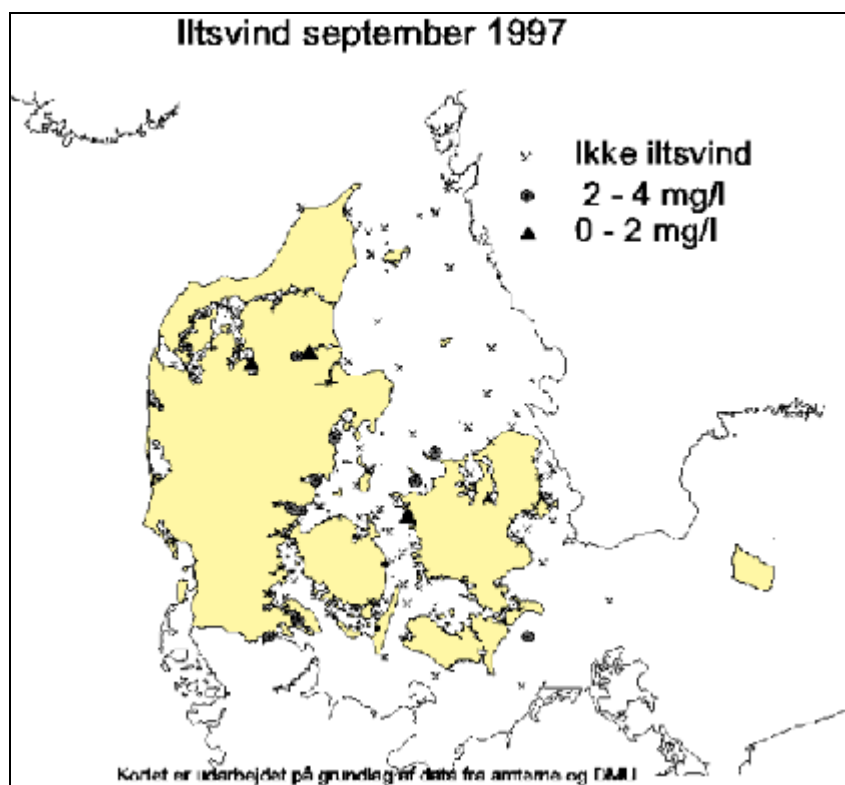 Iltsvind september 1997
Ikke iltsvind
2 - 4 mg/l
0 - 2 mg/l
Kortet er udarbejdet på grundlag af data fra amterne og DMU